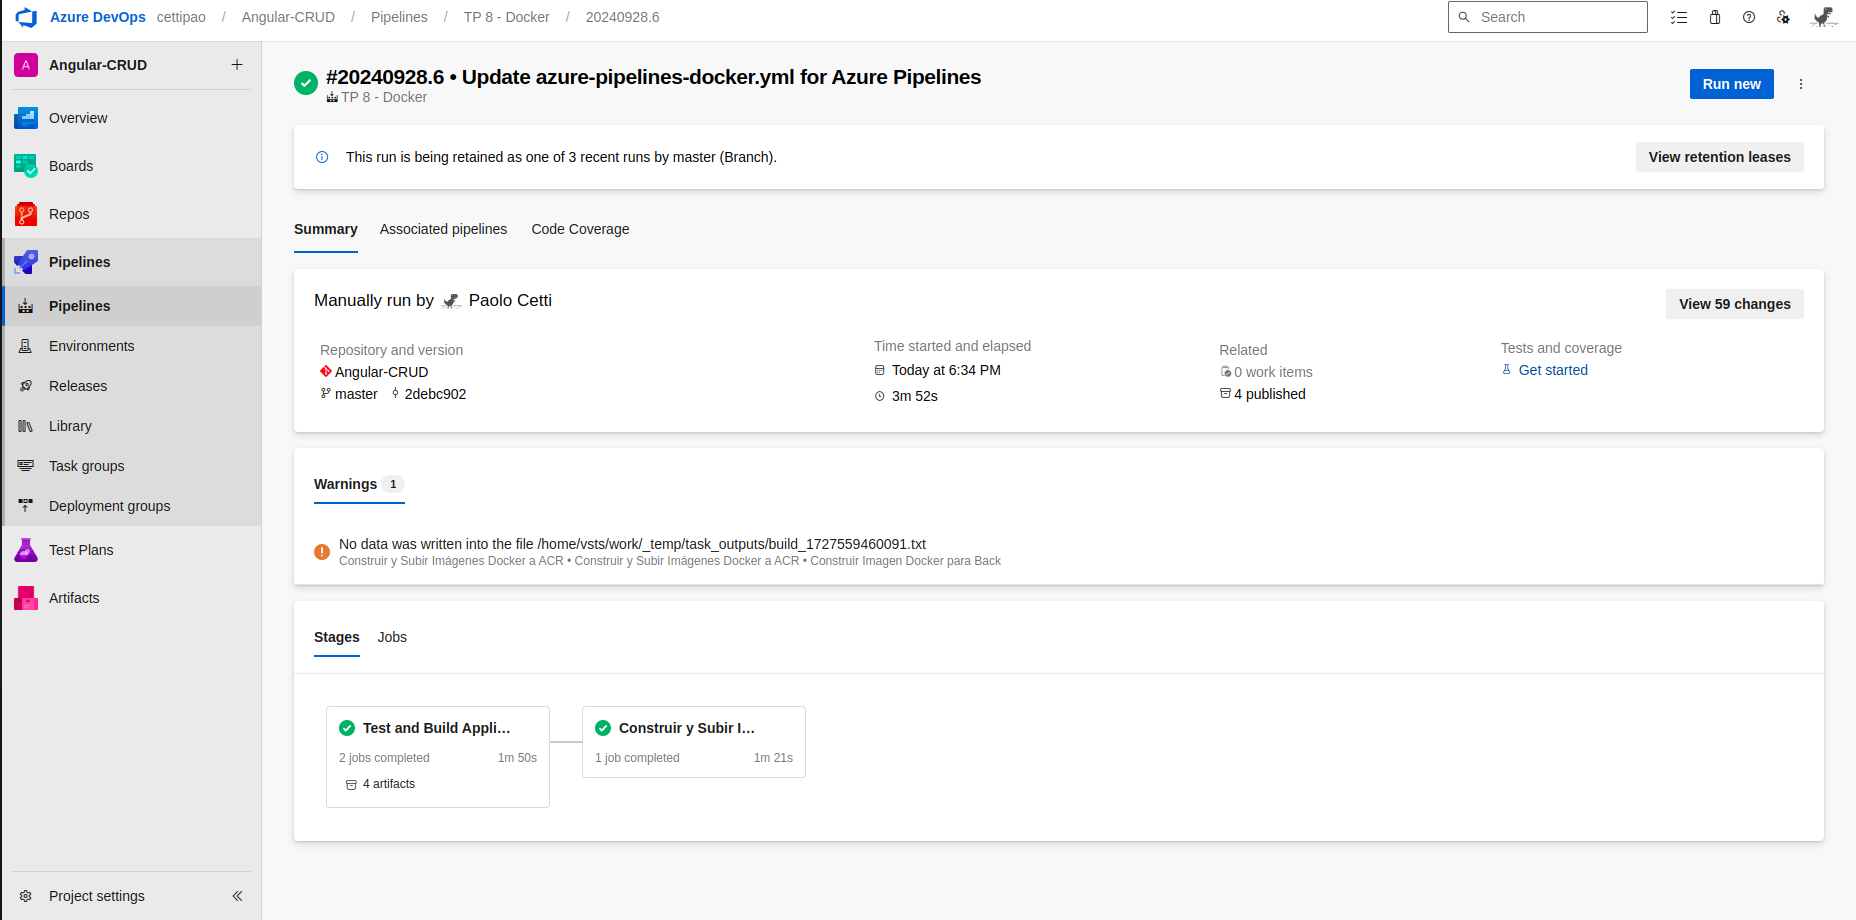 Azure DevOps cettipao / Angular-CRUD / Pipelines / TP 8 - Docker / 20240928.6
Search
A Angular-CRUD
Overview
Boards
Repos
Pipelines
Pipelines
Environments
Releases
Library
Task groups
Deployment groups
Test Plans
Artifacts
Project settings
#20240928.6 • Update azure-pipelines-docker.yml for Azure Pipelines
TP 8 - Docker
Run new
This run is being retained as one of 3 recent runs by master (Branch).
View retention leases
Summary Associated pipelines Code Coverage
Manually run by Paolo Cetti
View 59 changes
Repository and version
Angular-CRUD
master 2debc902
Time started and elapsed
Today at 6:34 PM
3m 52s
Related
0 work items
4 published
Tests and coverage
Get started
Warnings 1
No data was written into the file /home/vsts/work/_temp/task_outputs/build_1727559460091.txt
Construir y Subir Imágenes Docker a ACR • Construir y Subir Imágenes Docker a ACR • Construir Imagen Docker para Back
Stages Jobs
Test and Build Appli...
2 jobs completed 1m 50s
4 artifacts
Construir y Subir I...
1 job completed 1m 21s